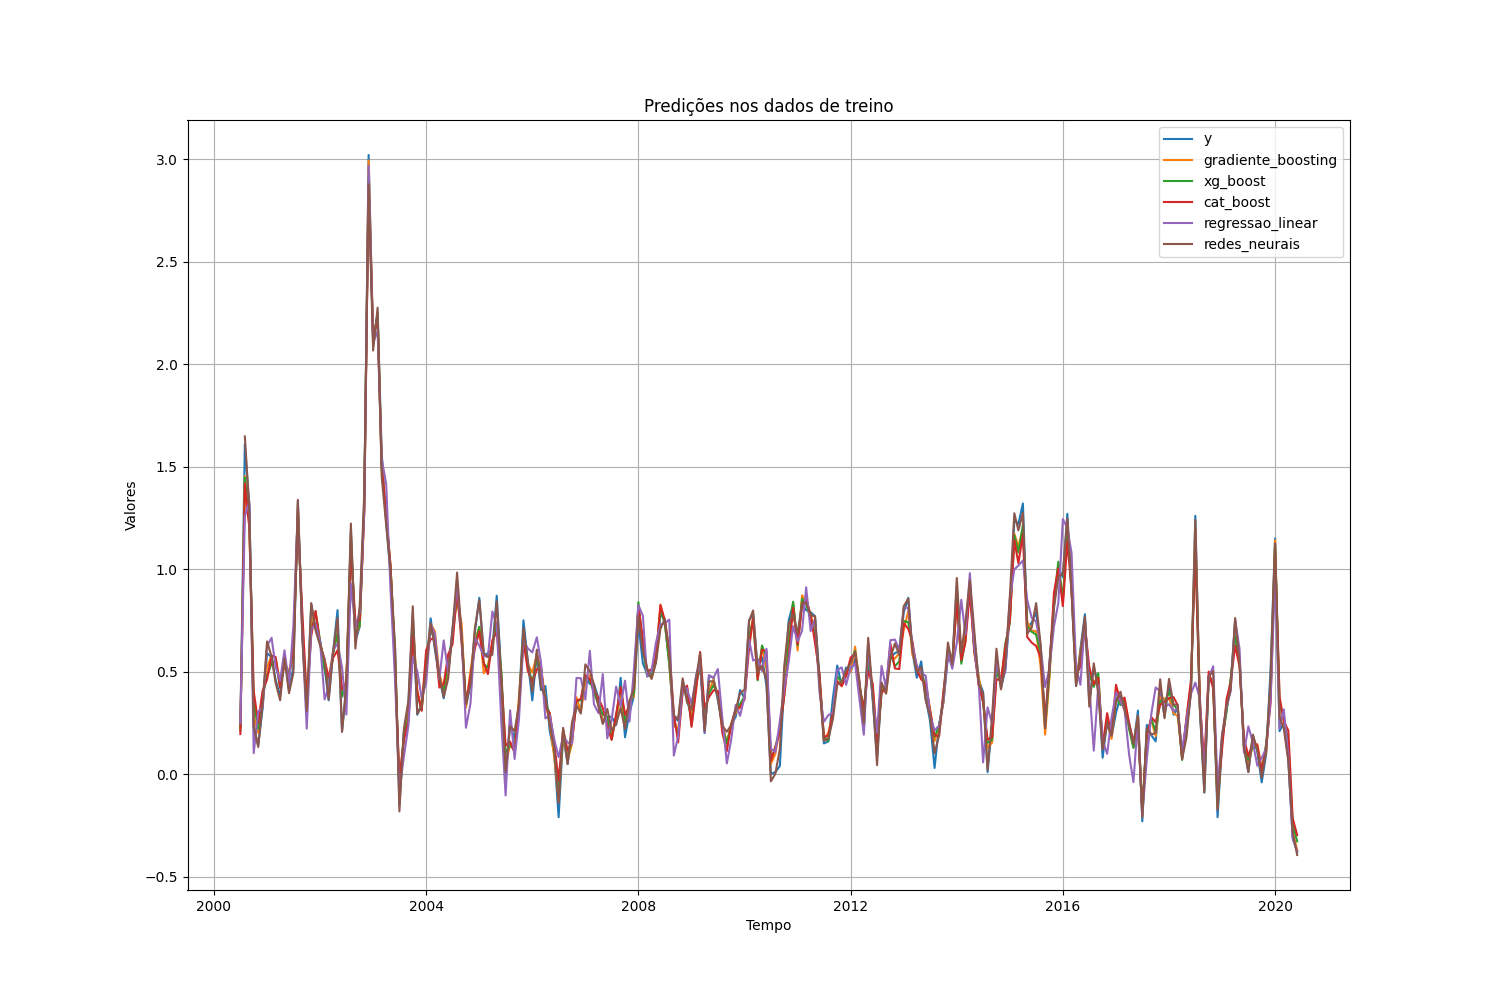 Predições nos dados de treino
y
gradiente_boosting
xg_boost
cat_boost
regressao_linear
redes_neurais
Valores
3.0
2.5
2.0
1.5
1.0
0.5
0.0
−0.5
2000 2004 2008 2012 2016 2020
Tempo